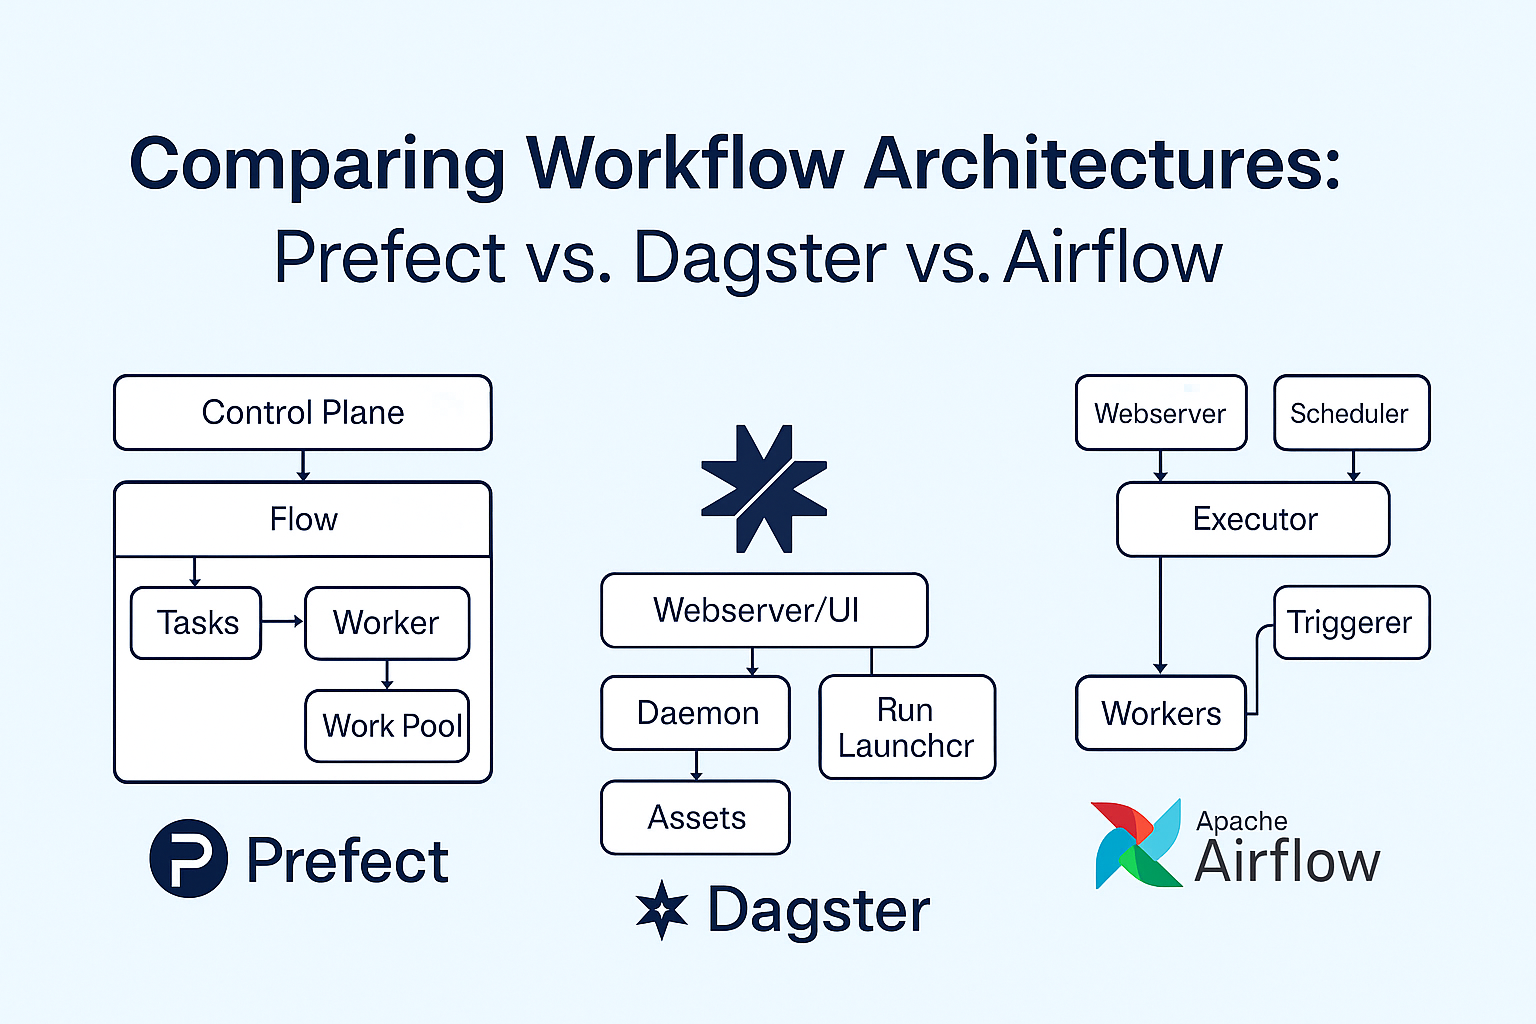 Comparing Workflow Architectures:
Prefect vs. Dagster vs. Airflow
Control Plane
Flow
Tasks
Worker
Work Pool
Prefect
Webserver/UI
Daemon
Run
Launchcr
Assets
Dagster
Webserver
Scheduler
Executor
Triggerer
Workers
Apache
Airflow